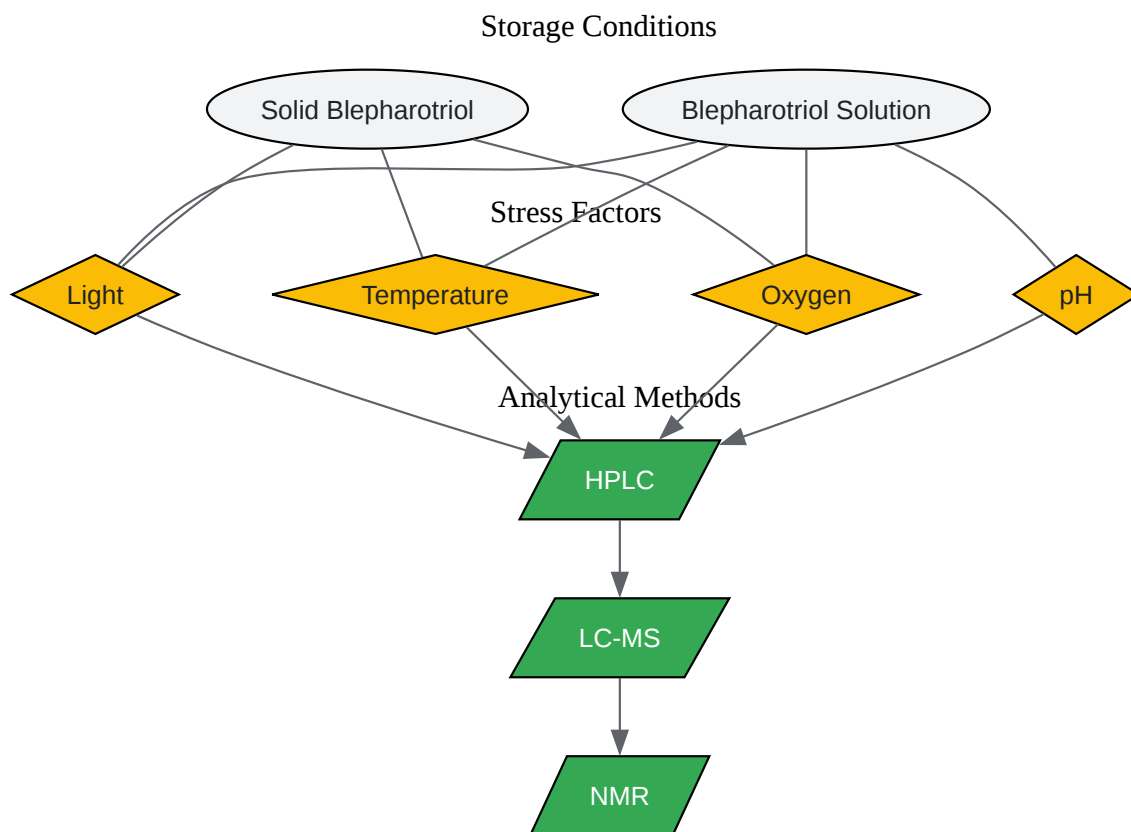 Storage Conditions
Solid Blepharotriol
Blepharotriol Solution
Stress Factors
Light
Temperature
Oxygen
pH
Analytical Methods
HPLC
LC-MS
NMR